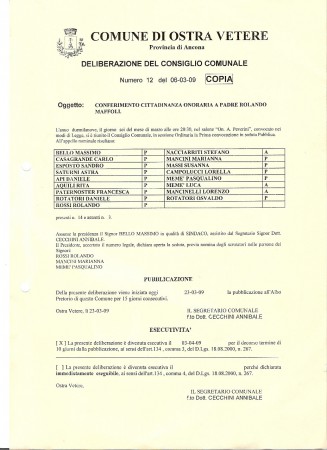 COMUNE DI OSTRA VETERE
Provincia di Ancona
DELIBERAZIONE DEL CONSIGLIO COMUNALE
Numero 12 del 06-03-09 COPIA
Oggetto: CONFERIMENTO CITTADINANZA ONORARIA A PADRE ROLANDO
MAFFOLI.
L'anno duemilanove, il giorno sei del mese di marzo alle ore 20:30, nel salone "On. A. Peverini", convocato nei
modi di Legge, si è riunito il Consiglio Comunale, in sessione Ordinaria in Prima convocazione in seduta Pubblica.
All'appello nominale risultano:
BELLO MASSIMO P NACCIARRITI STEFANO A
CASAGRANDE CARLO P MANCINI MARIANNA P
ESPOSTO SANDRO P MASSI SUSANNA P
SATURNI ASTRA P CAMPOLUCCI LORELLA P
API DANIELE P MEME' PASQUALINO P
AQUILI RITA P MEME' LUCA A
PATERNOSTER FRANCESCA P MANCINELLI LORENZO A
ROTATORI DANIELE P ROTATORI OSVALDO P
ROSSI ROLANDO P
presenti n. 14 e assenti n. 3.
Assume la presidenza il Signor BELLO MASSIMO in qualità di SINDACO, assistito dal Segretario Signor Dott.
CECCHINI ANNIBALE.
Il Presidente, accertato il numero legale, dichiara aperta la seduta, previa nomina degli scrutatori nelle persone dei
Signori:
ROSSI ROLANDO
MANCINI MARIANNA
MEME' PASQUALINO
PUBBLICAZIONE
Della presente deliberazione viene iniziata oggi 23-03-09 la pubblicazione all'Albo
Pretorio di questo Comune per 15 giorni consecutivi.
Ostra Vetere, li 23-03-09 IL SEGRETARIO COMUNALE
f.to Dott. CECCHINI ANNIBALE
ESECUTIVITA'
[ X ] La presente deliberazione è divenuta esecutiva il 03-04-09 per il decorso termine di
10 giorni dalla pubblicazione, ai sensi dell'art.134, comma 3, del D.Lgs. 18.08.2000, n. 267.
[ ] La presente deliberazione è divenuta esecutiva il perchè dichiarata
immediatamente eseguibile, ai sensi dell'art.134, comma 4, del D.Lgs. 18.08.2000, n.267.
Ostra Vetere,
IL SEGRETARIO COMUNALE
f.to Dott. CECCHINI ANNIBALE